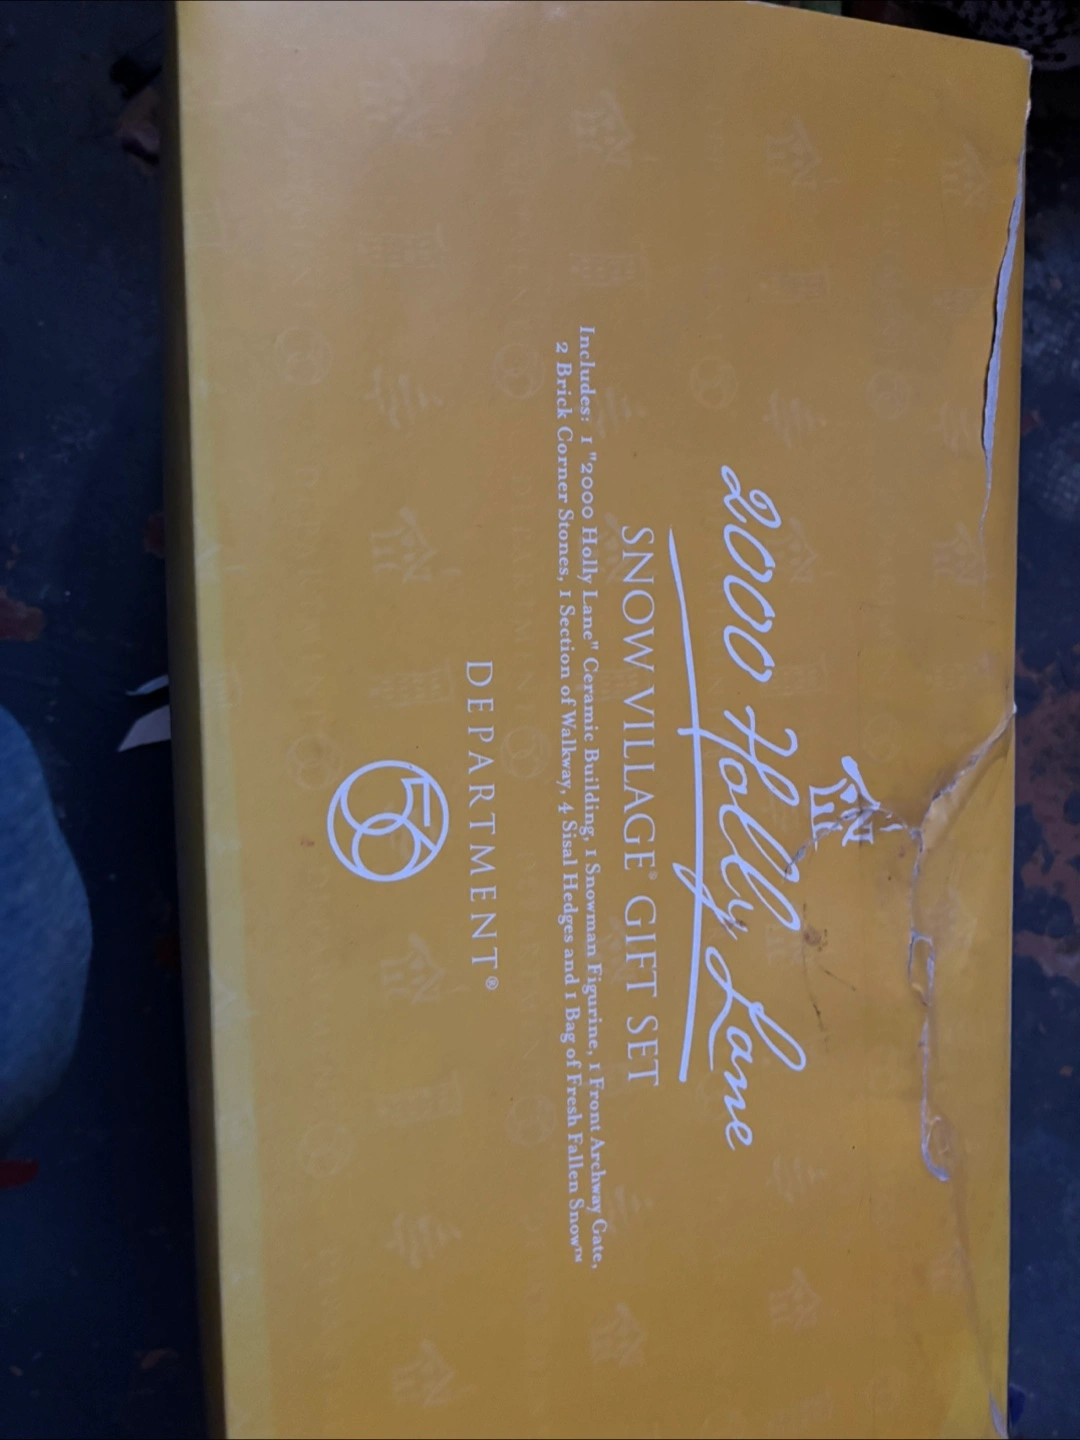 2000 Holly Lane
SNOW VILLAGE® GIFT SET
Includes: 1 "2000 Holly Lane" Ceramic Building, 1 Snowman Figurine, 1 Front Archway Gate,
2 Brick Corner Stones, 1 Section of Walkway, 4 Sisal Hedges and 1 Bag of Fresh Fallen Snow™
DEPARTMENT®
56